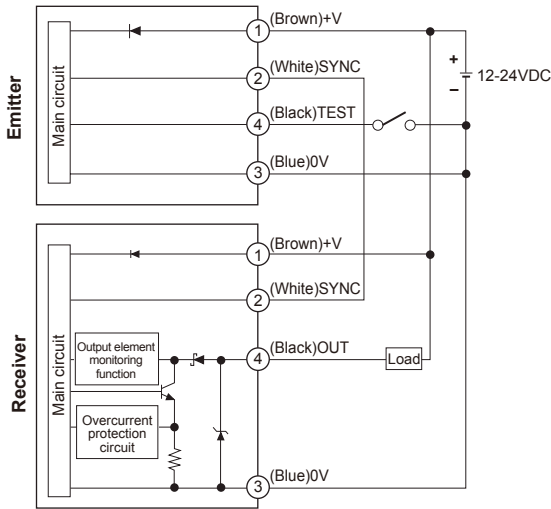 Emitter
Main circuit
1
(Brown)+V
2
(White)SYNC
4
(Black)TEST
3
(Blue)0V
+
−
12-24VDC
Receiver
Main circuit
1
(Brown)+V
2
(White)SYNC
Output element
monitoring
function
4
(Black)OUT
Load
Overcurrent
protection
circuit
3
(Blue)0V